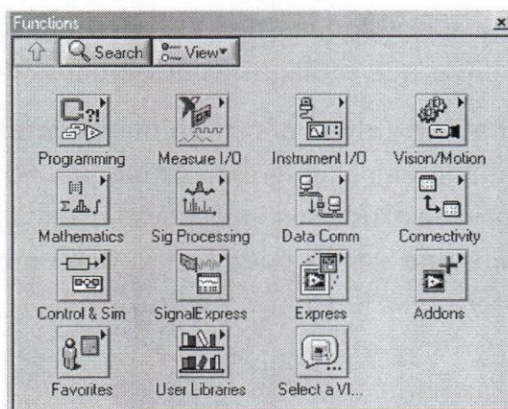 Functions
Search View
Programming Measure I/O Instrument I/O Vision/Motion
Mathematics Sig Processing Data Comm Connectivity
Control & Sim SignalExpress Express Addons
Favorites User Libraries Select a VI...